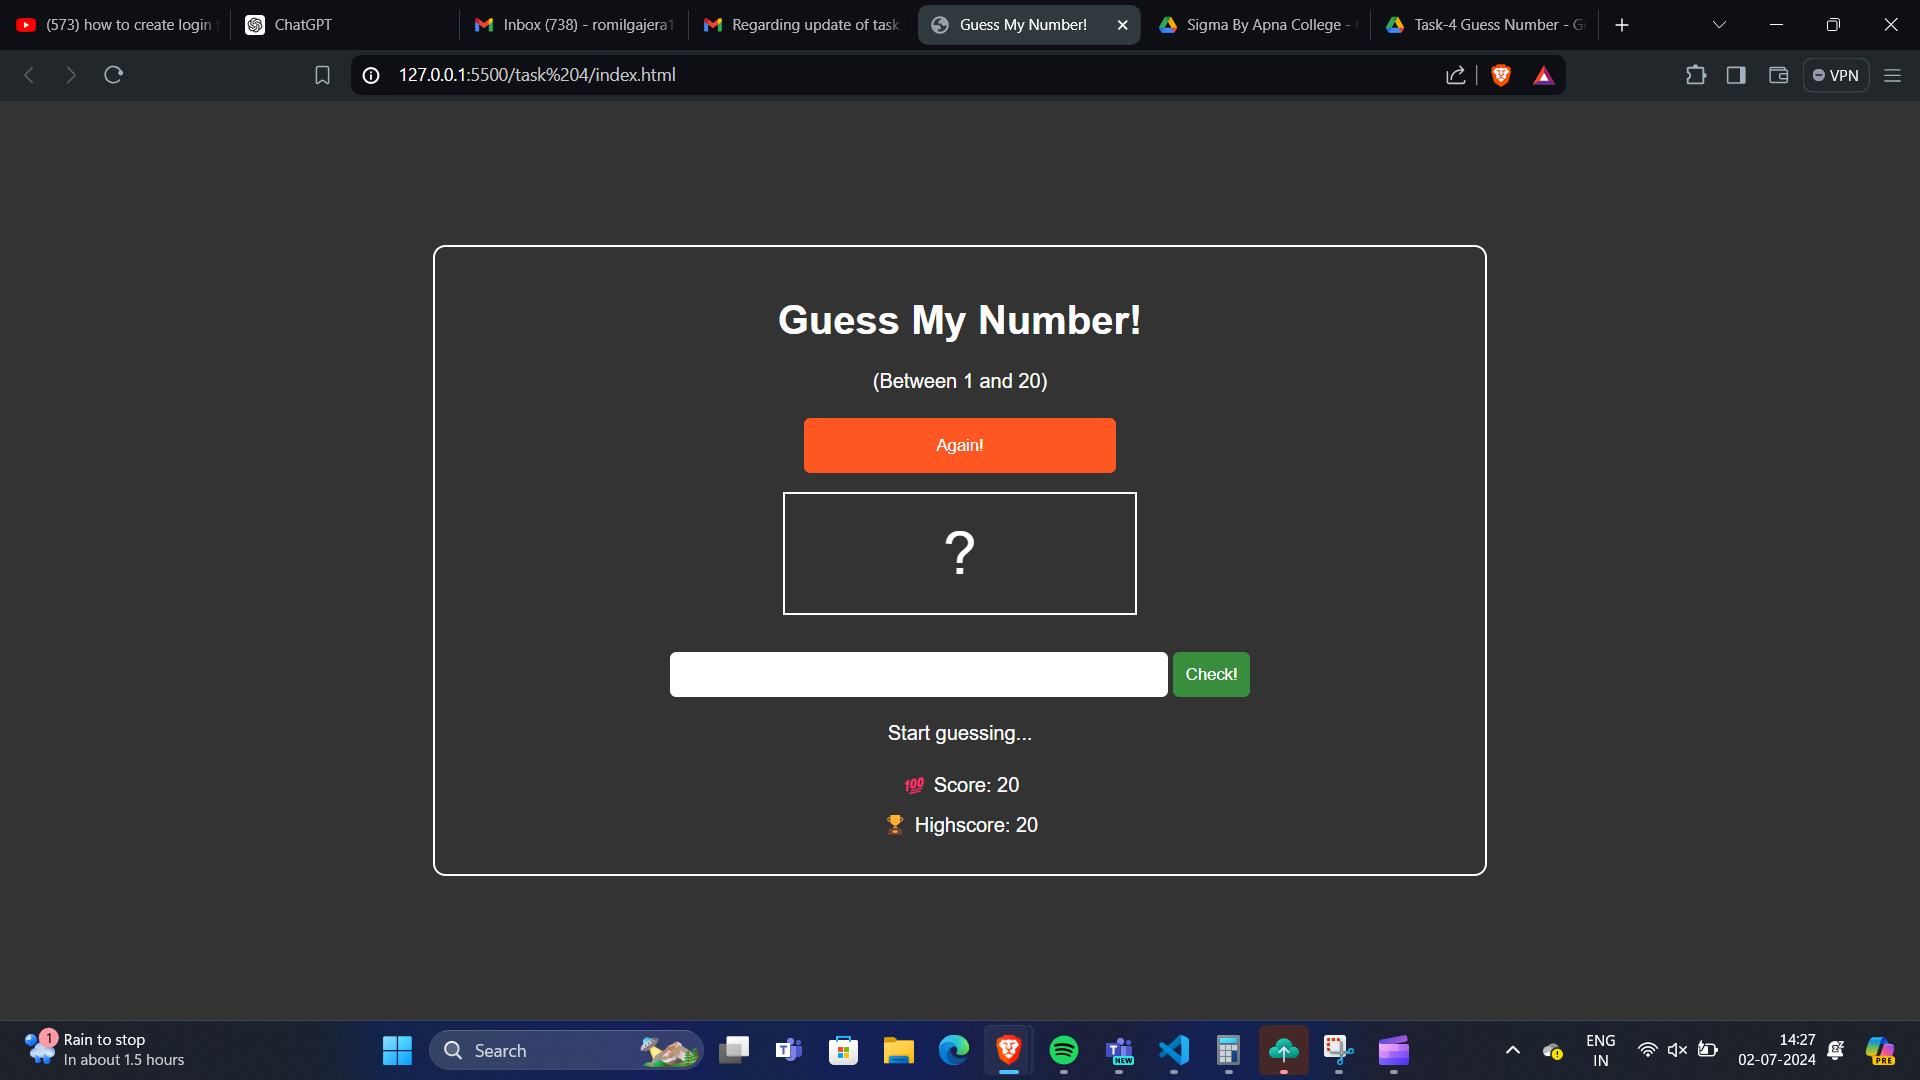 (573) how to create login
ChatGPT
Inbox (738) - romilgajera1
Regarding update of task
Guess My Number!
Sigma By Apna College -
Task-4 Guess Number - G
127.0.0.1:5500/task%204/index.html
VPN
Guess My Number!
(Between 1 and 20)
Again!
?
Check!
Start guessing...
💯 Score: 20
🏆 Highscore: 20
1
Rain to stop
In about 1.5 hours
Search
NEW
ENG
IN
14:27
02-07-2024
PRE